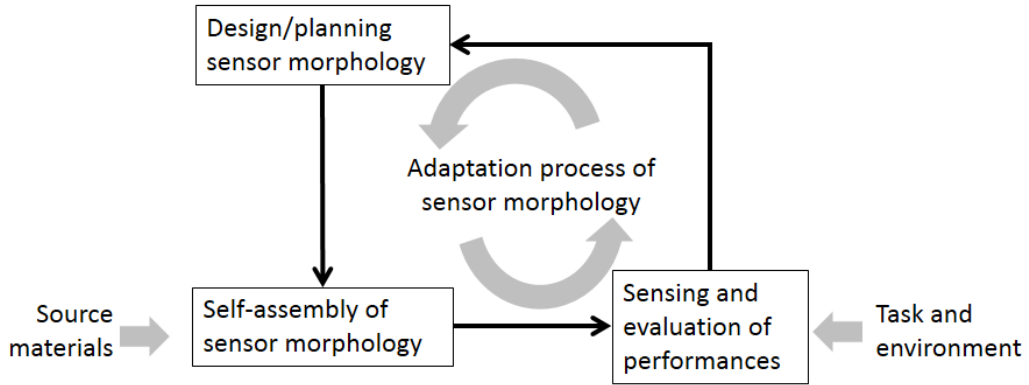 Design/planning
sensor morphology
Adaptation process of
sensor morphology
Source
materials
Self-assembly of
sensor morphology
Sensing and
evaluation of
performances
Task and
environment